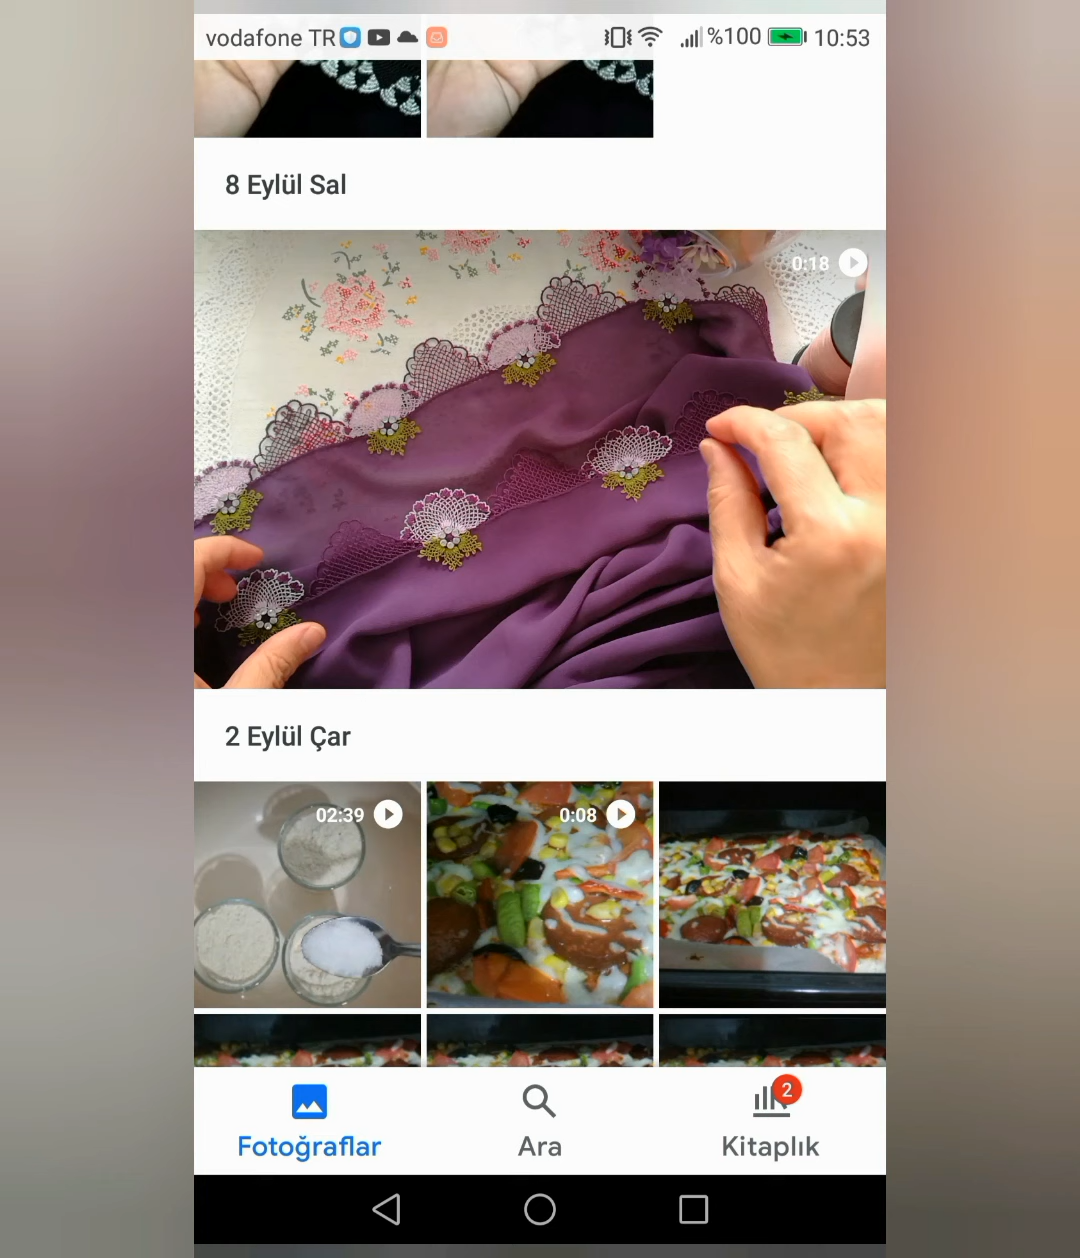 vodafone TR %100 10:53
8 Eylül Sal
0:18
2 Eylül Çar
02:39 0:08
2
Fotoğraflar Ara Kitaplık